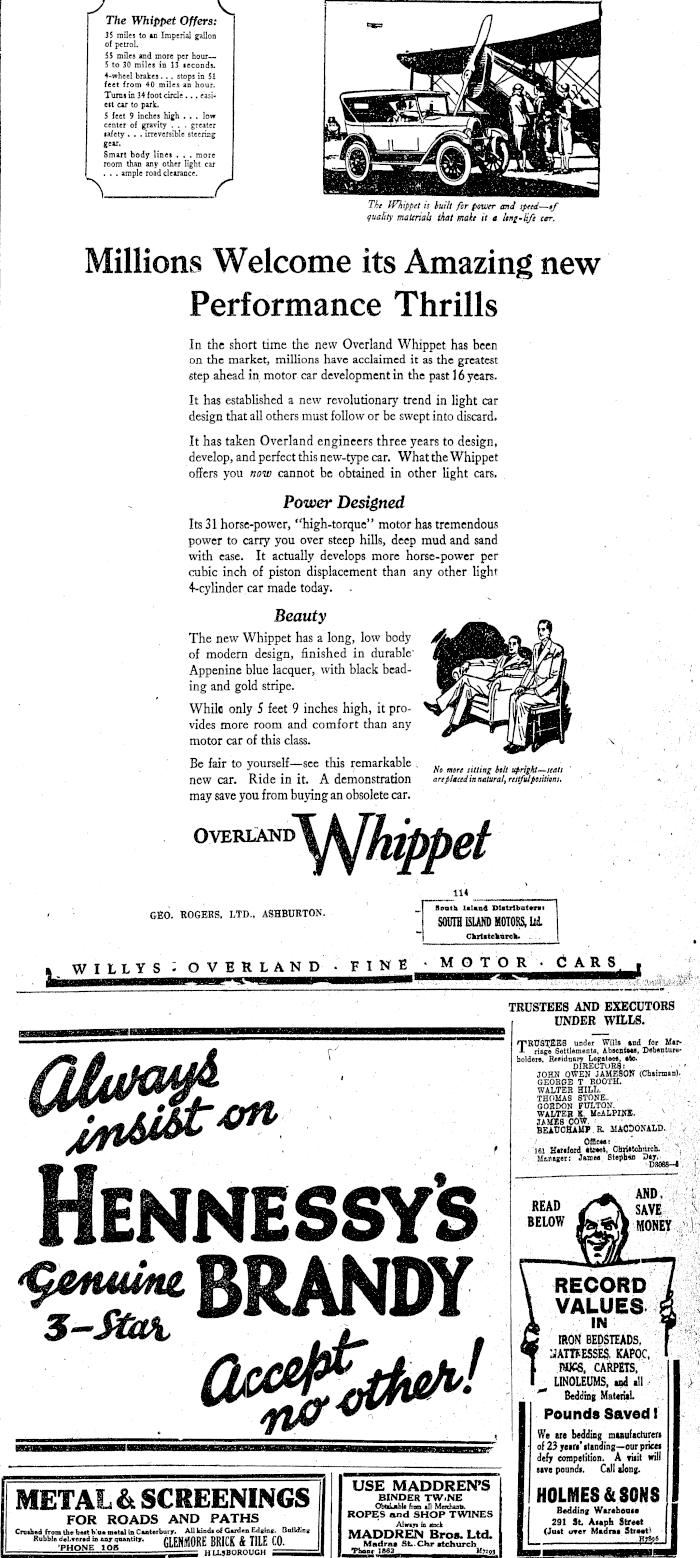 The Whippet Offers:
35 miles to an Imperial gallon
of petrol.
55 miles and more per hour—
5 to 30 miles in 13 seconds.
4-wheel brakes . . . stops in 51
feet from 40 miles an hour.
Turns in 34 foot circle . . . easi-
est car to park.
5 feet 9 inches high . . . low
center of gravity . . . greater
safety . . . irreversible steering
gear.
Smart body lines . . . more
room than any other light car
. . . ample road clearance.
The Whippet is built for power and speed—of
quality materials that make it a long-life car.
Millions Welcome its Amazing new
Performance Thrills
In the short time the new Overland Whippet has been
on the market, millions have acclaimed it as the greatest
step ahead in motor car development in the past 16 years.
It has established a new revolutionary trend in light car
design that all others must follow or be swept into discard.
It has taken Overland engineers three years to design,
develop, and perfect this new-type car. What the Whippet
offers you now cannot be obtained in other light cars.
Power Designed
Its 31 horse-power, "high-torque" motor has tremendous
power to carry you over steep hills, deep mud and sand
with ease. It actually develops more horse-power per
cubic inch of piston displacement than any other light
4-cylinder car made today.
Beauty
The new Whippet has a long, low body
of modern design, finished in durable
Appenine blue lacquer, with black bead-
ing and gold stripe.
While only 5 feet 9 inches high, it pro-
vides more room and comfort than any
motor car of this class.
Be fair to yourself—see this remarkable
new car. Ride in it. A demonstration
may save you from buying an obsolete car.
No more sitting bolt upright—seats
are placed in natural, restful positions.
OVERLAND Whippet
114
GEO. ROGERS, LTD., ASHBURTON.
South Island Distributers:
SOUTH ISLAND MOTORS, Ltd.
Christchurch.
WILLYS - OVERLAND · FINE · MOTOR · CARS
Always
insist on
HENNESSY'S
Genuine BRANDY
3-Star
Accept
no other!
TRUSTEES AND EXECUTORS
UNDER WILLS.
TRUSTEES under Wills and for Mar-
riage Settlements, Absentees, Debenture-
holders, Residuary Legatees, etc.
DIRECTORS:
JOHN OWEN JAMESON (Chairman).
GEORGE T BOOTH.
WALTER HILL.
THOMAS STONE.
GORDON FULTON.
WALTER K. McALPINE.
JAMES COW.
BEAUCHAMP R. MACDONALD.
Offices:
161 Hereford street, Christchurch.
Manager: James Stephen Day.
READ
BELOW
AND
SAVE
MONEY
RECORD
VALUES
IN
IRON BEDSTEADS,
MATTRESSES, KAPOC,
RUGS, CARPETS,
LINOLEUMS, and all
Bedding Material.
Pounds Saved!
We are bedding manufacturers
of 23 years' standing—our prices
defy competition. A visit will
save pounds. Call along.
HOLMES & SONS
Bedding Warehouse
291 St. Asaph Street
(Just over Madras Street)
METAL & SCREENINGS
FOR ROADS AND PATHS
Crushed from the best blue metal in Canterbury. All kinds of Garden Edging. Building
Rubble delivered in any quantity.
'PHONE 105
GLENMORE BRICK & TILE CO.
HILLSBOROUGH
USE MADDREN'S
BINDER TWINE
Obtainable from all Merchants.
ROPES and SHOP TWINES
Always in stock
MADDREN Bros. Ltd.
Madras St. Christchurch
'Phone 1862